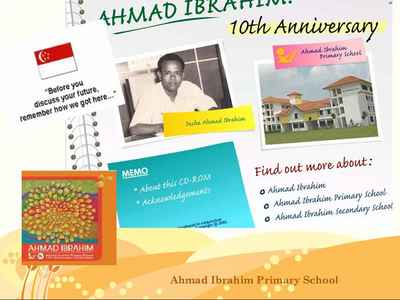 AHMAD IBRAHIM:
10th Anniversary
"Before you
discuss your future,
remember how we got here..."
Ahmad Ibrahim
Primary School
Inche Ahmad Ibrahim
MEMO
• About this CD-ROM
• Acknowledgements
Find out more about:
Ahmad Ibrahim
Ahmad Ibrahim Primary School
Ahmad Ibrahim Secondary School
AHMAD IBRAHIM
Ahmad Ibrahim Primary School